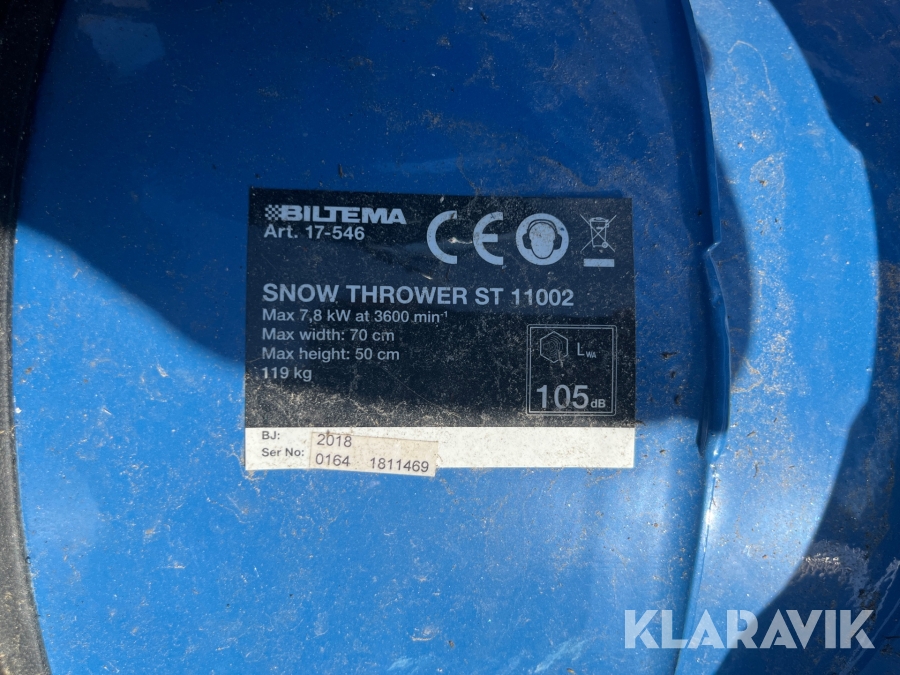 BILTEMA
Art. 17-546
CE
SNOW THROWER ST 11002
Max 7,8 kW at 3600 min⁻¹
Max width: 70 cm
Max height: 50 cm
119 kg
LWA
105 dB
BJ: 2018
Ser No: 0164 1811469
KLARAVIK